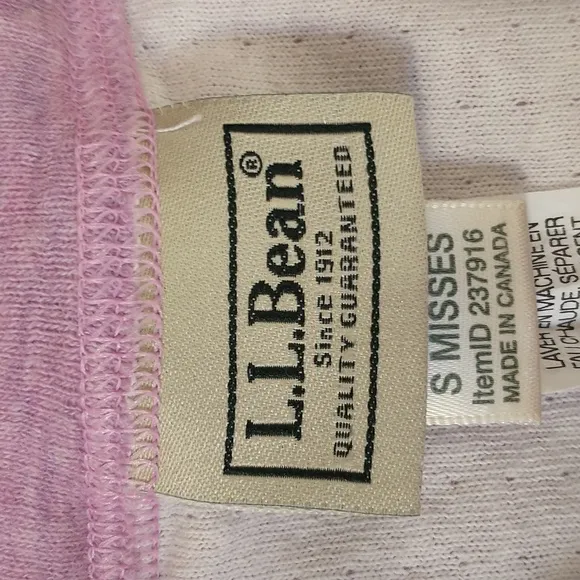 L.L.Bean®
Since 1912
QUALITY GUARANTEED
S MISSES
ItemID 237916
MADE IN CANADA
LAVER EN MACHINE EN
EAU CHAUDE, SÉPARER